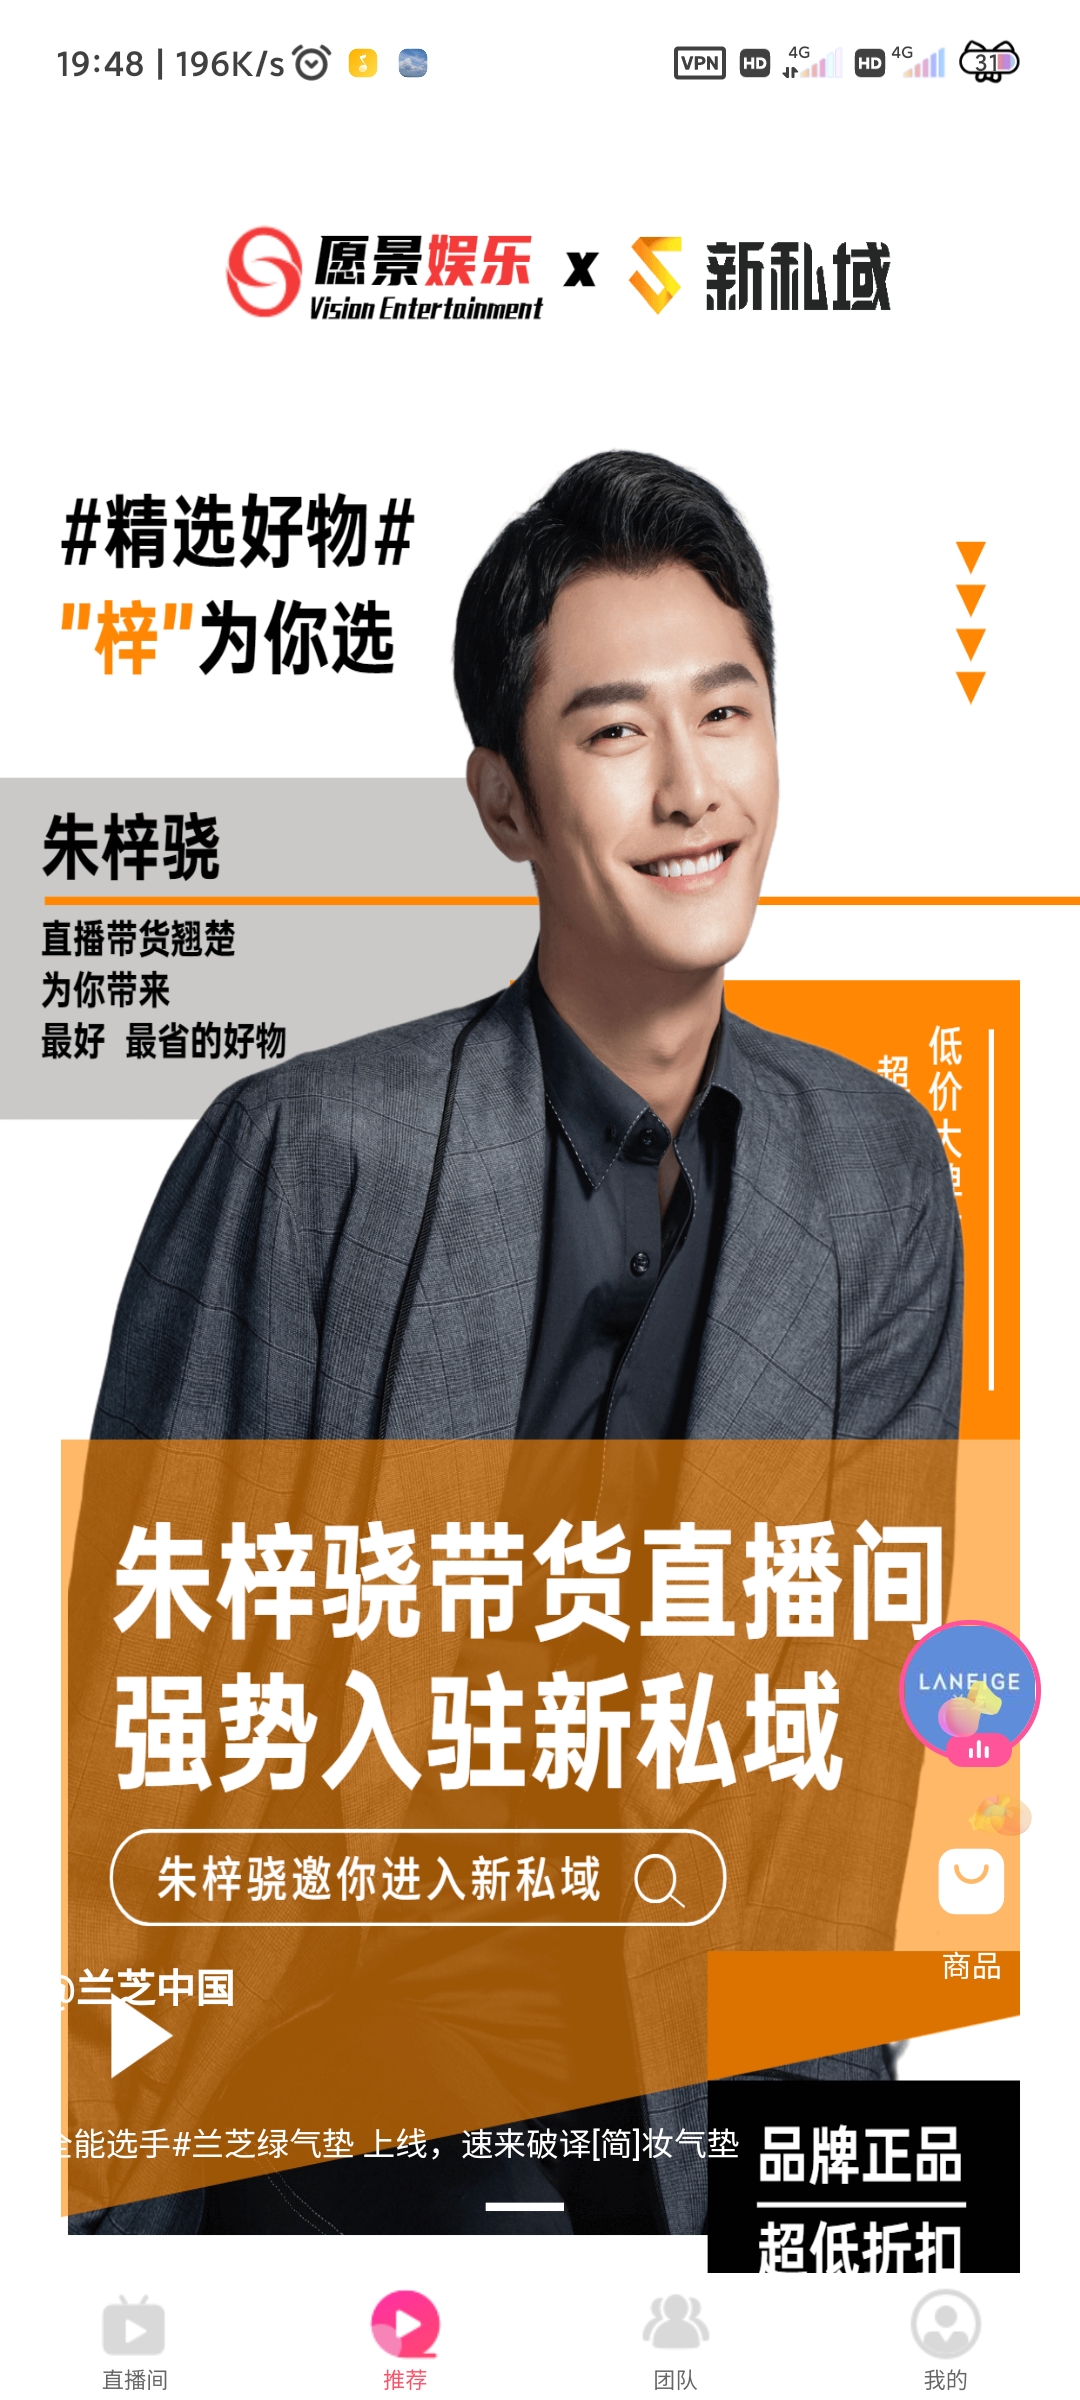 19:48 | 196K/s
VPN HD 4G HD 4G 31
愿景娱乐 x 新私域
Vision Entertainment
#精选好物#
"梓"为你选
朱梓骁
直播带货翘楚
为你带来
最好 最省的好物
低价大牌
超
朱梓骁带货直播间
强势入驻新私域
LANEIGE
朱梓骁邀你进入新私域
商品
@兰芝中国
全能选手#兰芝绿气垫 上线，速来破译[简]妆气垫
品牌正品
超低折扣
直播间
推荐
团队
我的